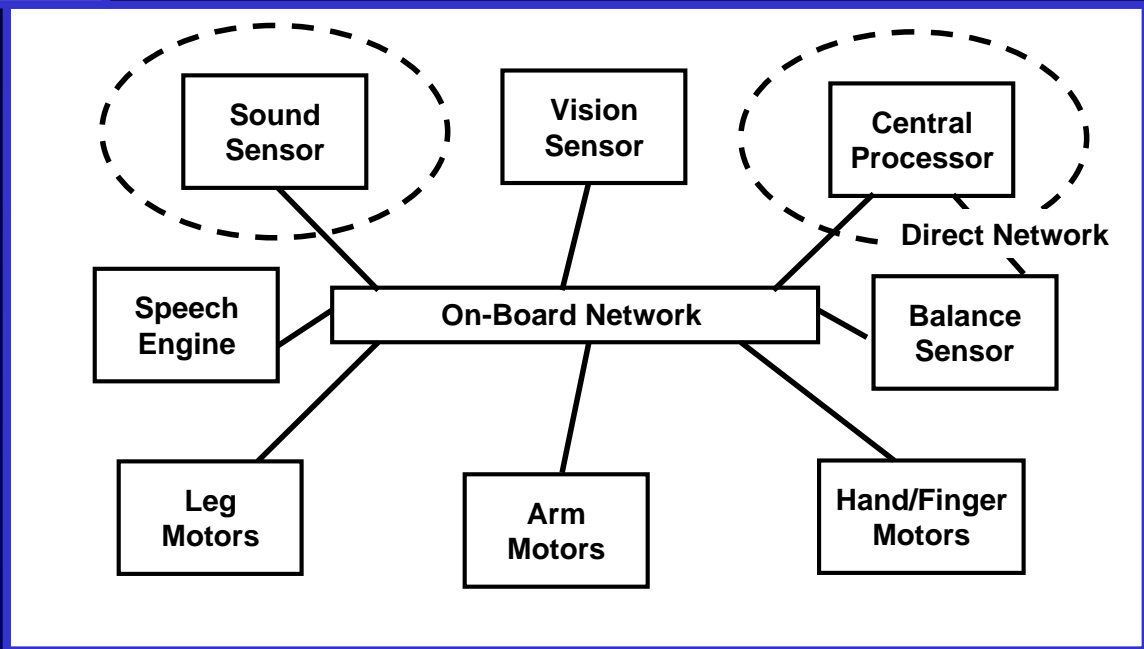 Sound
Sensor
Vision
Sensor
Central
Processor
Direct Network
Speech
Engine
On-Board Network
Balance
Sensor
Leg
Motors
Arm
Motors
Hand/Finger
Motors